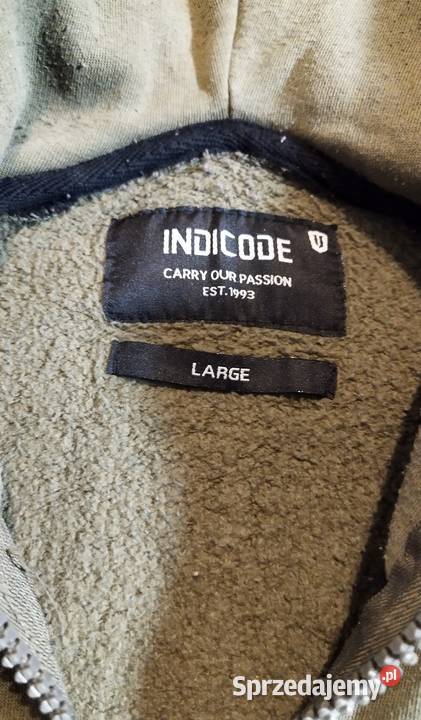 INDICODE
CARRY OUR PASSION
EST. 1993
LARGE
Sprzedajemy.pl